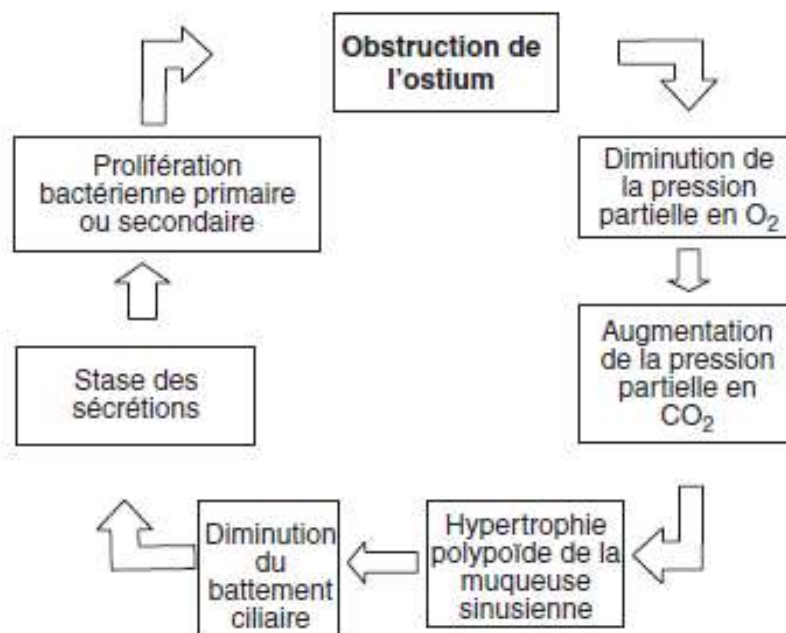 Obstruction de
l'ostium
Diminution de
la pression
partielle en O₂
Augmentation
de la pression
partielle en
CO₂
Hypertrophie
polypoïde de la
muqueuse
sinusienne
Diminution
du
battement
ciliaire
Stase des
sécrétions
Prolifération
bactérienne primaire
ou secondaire